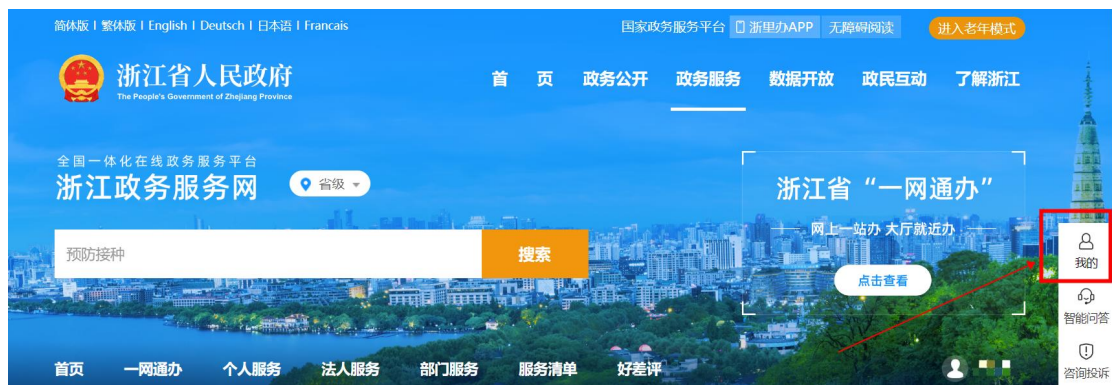 简体版 | 繁体版 | English | Deutsch | 日本语 | Francais
国家政务服务平台 浙里办APP 无障碍阅读 进入老年模式
浙江省人民政府
The People's Government of Zhejiang Province
首 页 政务公开 政务服务 数据开放 政民互动 了解浙江
全国一体化在线政务服务平台
浙江政务服务网 省级
预防接种 搜索
浙江省“一网通办”
网上一站办 大厅就近办
点击查看
我的
智能问答
咨询投诉
首页 一网通办 个人服务 法人服务 部门服务 服务清单 好差评